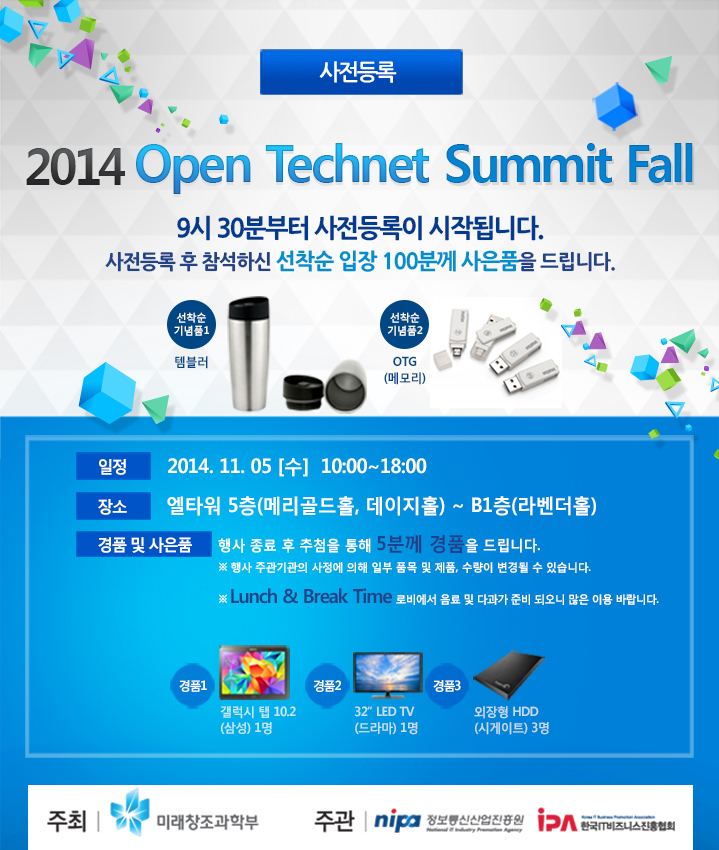 사전등록
2014 Open Technet Summit Fall
9시 30분부터 사전등록이 시작됩니다.
사전등록 후 참석하신 선착순 입장 100분께 사은품을 드립니다.
선착순
기념품1
템블러
선착순
기념품2
OTG
(메모리)
일정 2014. 11. 05 [수] 10:00~18:00
장소 엘타워 5층(메리골드홀, 데이지홀) ~ B1층(라벤더홀)
경품 및 사은품 행사 종료 후 추첨을 통해 5분께 경품을 드립니다.
※ 행사 주관기관의 사정에 의해 일부 품목 및 제품, 수량이 변경될 수 있습니다.
※ Lunch & Break Time 로비에서 음료 및 다과가 준비 되오니 많은 이용 바랍니다.
경품1
갤럭시 탭 10.2
(삼성) 1명
경품2
32" LED TV
(드라마) 1명
경품3
외장형 HDD
(시게이트) 3명
주최 | 미래창조과학부
주관 | nipa 정보통신산업진흥원
National IT Industry Promotion Agency
IPA Korea IT Business Promotion Association
한국IT비즈니스진흥협회